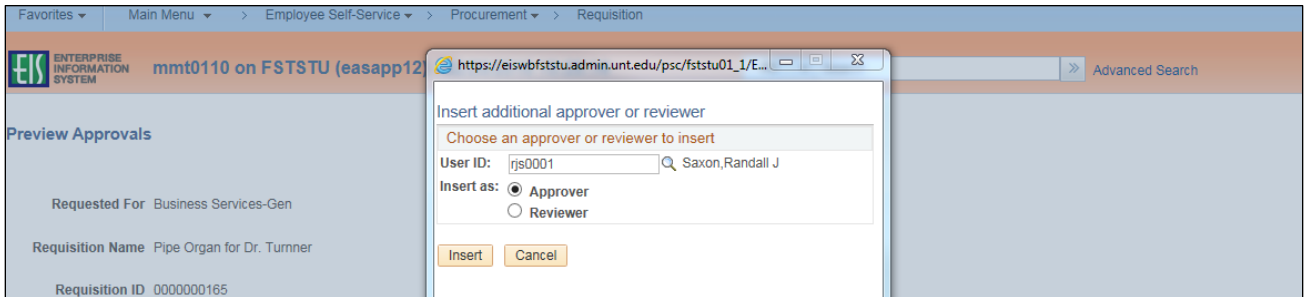 Favorites Main Menu > Employee Self-Service > Procurement > Requisition
EIS ENTERPRISE INFORMATION SYSTEM
mmt0110 on FSTSTU (easapp12)
» Advanced Search
https://eiswbfststu.admin.unt.edu/psc/fststu01_1/E...
Insert additional approver or reviewer
Choose an approver or reviewer to insert
User ID: rjs0001 Saxon,Randall J
Insert as: Approver
Reviewer
Insert Cancel
Preview Approvals
Requested For Business Services-Gen
Requisition Name Pipe Organ for Dr. Turnner
Requisition ID 0000000165